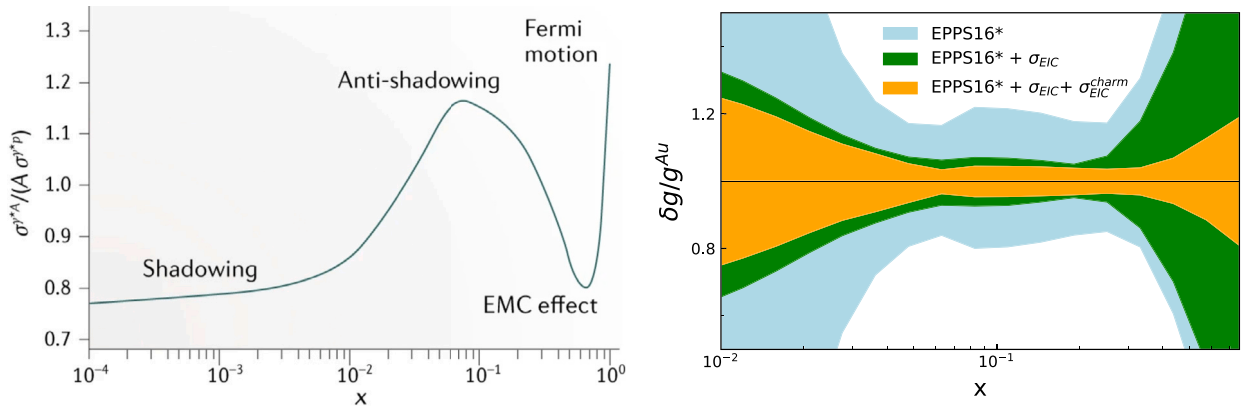 1.3
1.2
1.1
1.0
0.9
0.8
0.7
σ^{γ*A}/(A σ^{γ*p})
Fermi
motion
Anti-shadowing
Shadowing
EMC effect
10⁻⁴ 10⁻³ 10⁻² 10⁻¹ 10⁰
x
EPPS16*
EPPS16* + σ_{EIC}
EPPS16* + σ_{EIC}+ σ_{EIC}^{charm}
1.2
0.8
δg/g^{Au}
10⁻² 10⁻¹
x